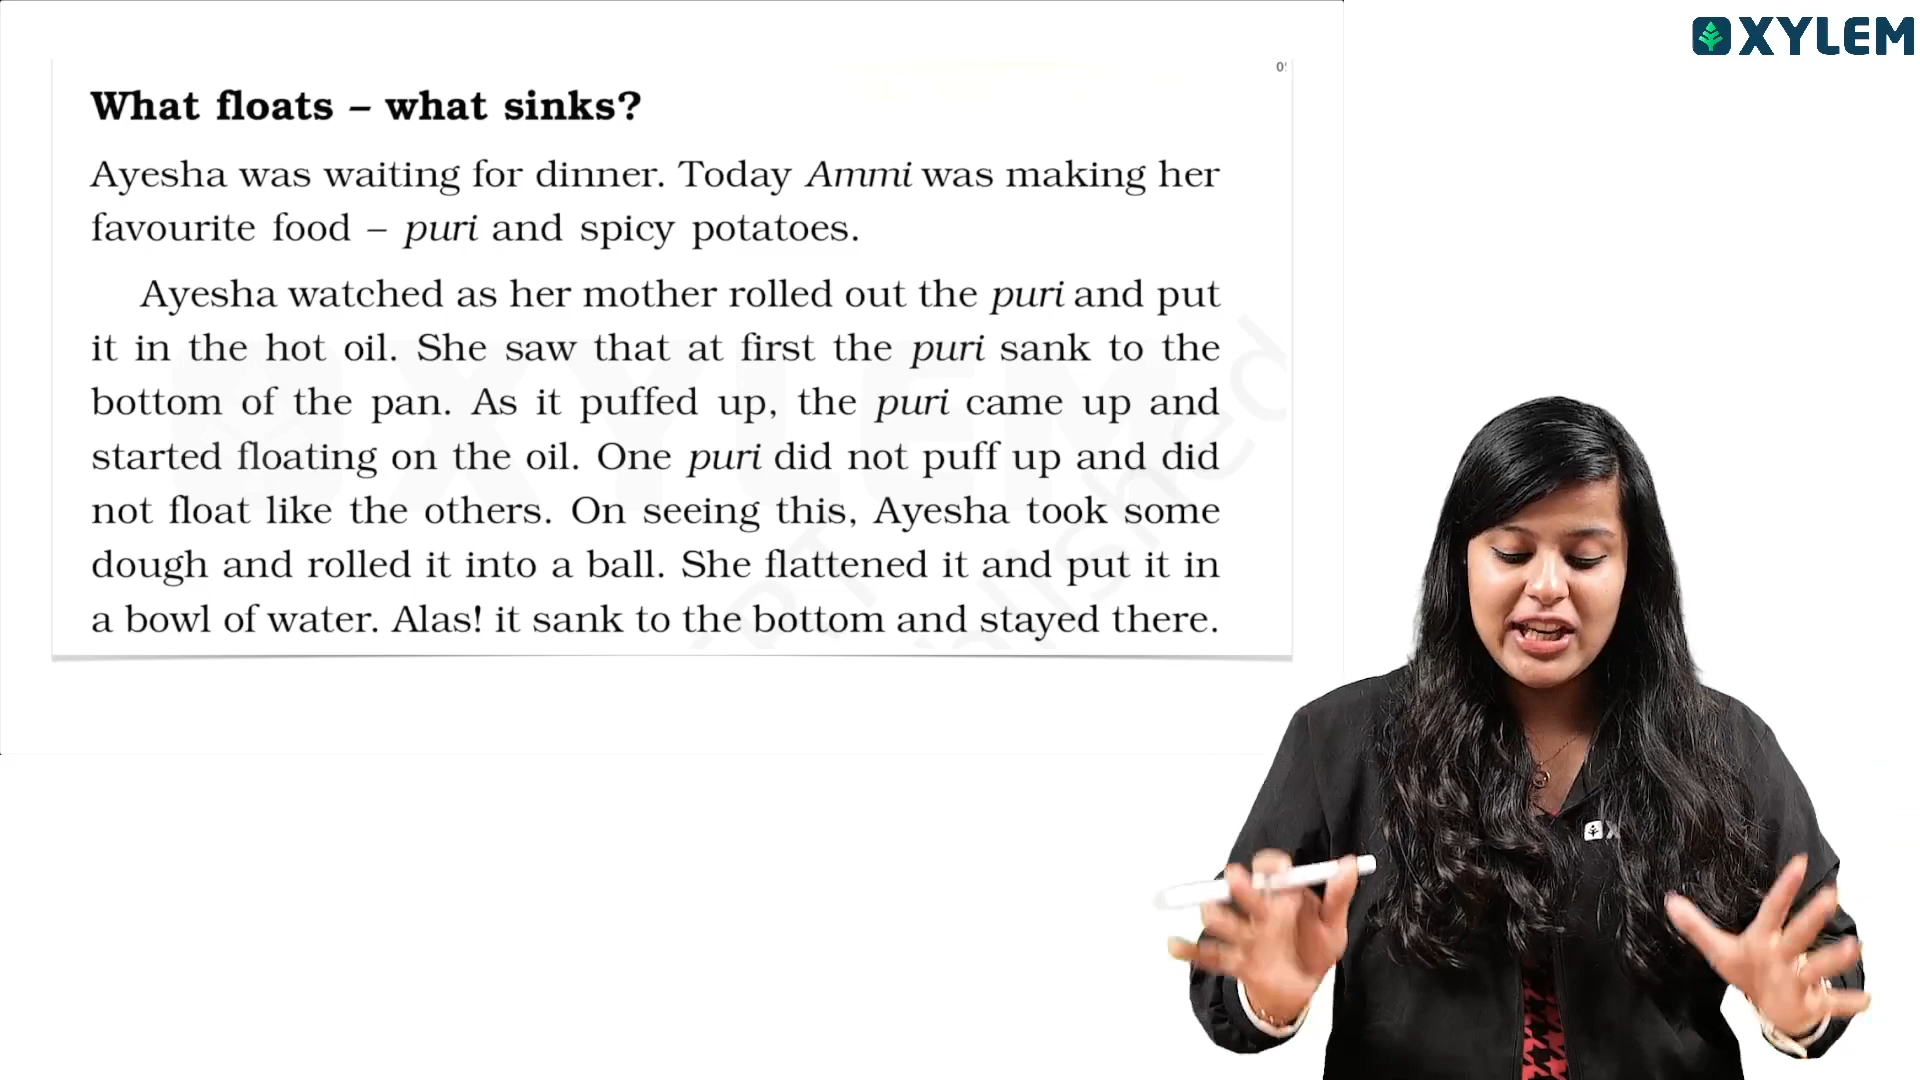 XYLEM
What floats – what sinks?
Ayesha was waiting for dinner. Today Ammi was making her
favourite food – puri and spicy potatoes.
Ayesha watched as her mother rolled out the puri and put
it in the hot oil. She saw that at first the puri sank to the
bottom of the pan. As it puffed up, the puri came up and
started floating on the oil. One puri did not puff up and did
not float like the others. On seeing this, Ayesha took some
dough and rolled it into a ball. She flattened it and put it in
a bowl of water. Alas! it sank to the bottom and stayed there.
XYLEM